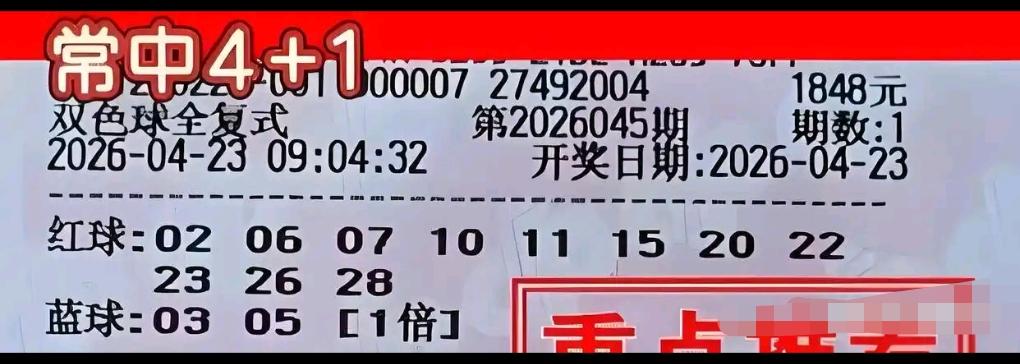 常中4+1
000007 27492004 1848元
双色球全复式 第2026045期 期数:1
2026-04-23 09:04:32 开奖日期:2026-04-23
红球:02 06 07 10 11 15 20 22
23 26 28
蓝球:03 05 [1倍]
重点